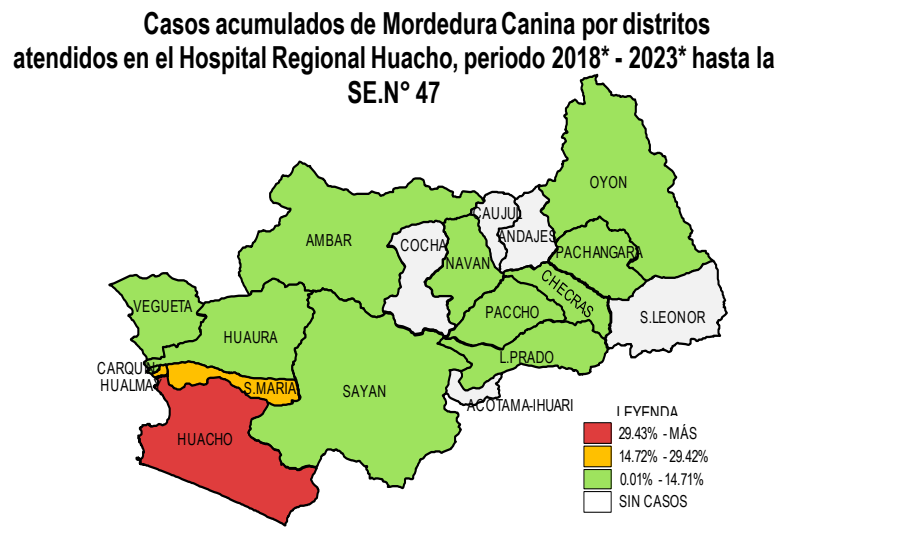 Casos acumulados de Mordedura Canina por distritos
atendidos en el Hospital Regional Huacho, periodo 2018* - 2023* hasta la
SE.N° 47
OYON
CAUJUL
ANDAJES
AMBAR
COCHA
NAVAN
PACHANGARA
CHECRAS
VEGUETA
PACCHO
S.LEONOR
HUAURA
L.PRADO
CARQUIN
HUALMA
S.MARIA
SAYAN
ACOTAMA-IHUARI
HUACHO
LEYENDA
29.43% - MÁS
14.72% - 29.42%
0.01% - 14.71%
SIN CASOS